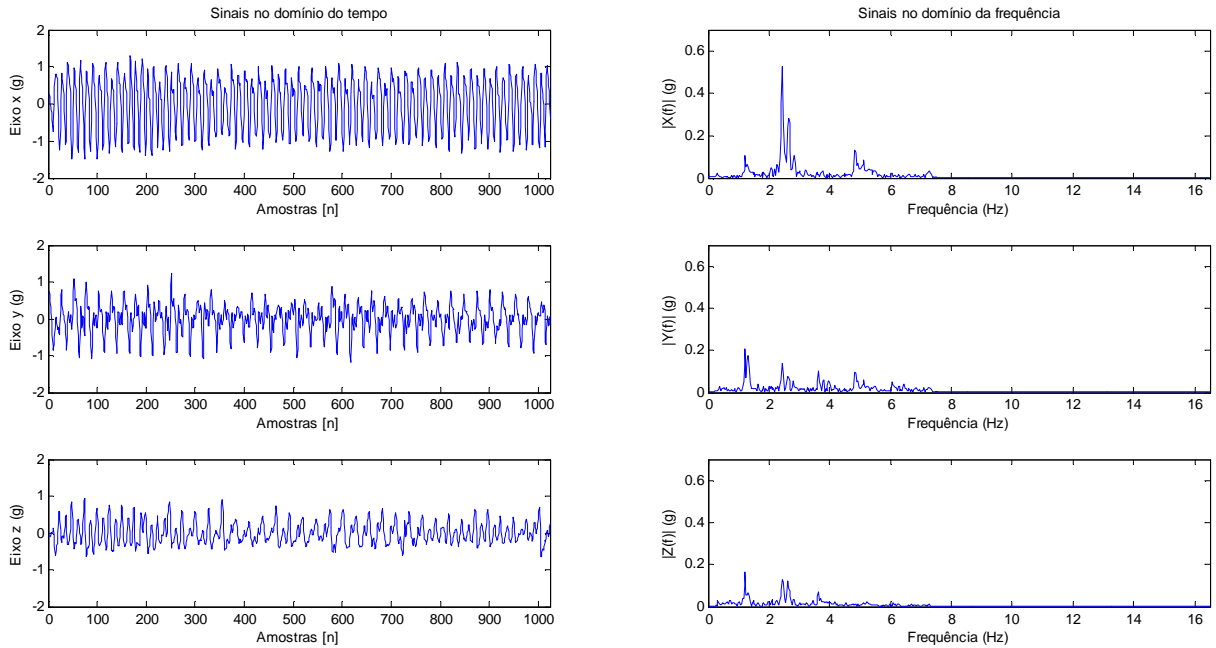 Sinais no domínio do tempo
Eixo x (g)
2
1
0
-1
-2
0 100 200 300 400 500 600 700 800 900 1000
Amostras [n]
Sinais no domínio da frequência
|X(f)| (g)
0.6
0.4
0.2
0
0 2 4 6 8 10 12 14 16
Frequência (Hz)
Eixo y (g)
2
1
0
-1
-2
0 100 200 300 400 500 600 700 800 900 1000
Amostras [n]
|Y(f)| (g)
0.6
0.4
0.2
0
0 2 4 6 8 10 12 14 16
Frequência (Hz)
Eixo z (g)
2
1
0
-1
-2
0 100 200 300 400 500 600 700 800 900 1000
Amostras [n]
|Z(f)| (g)
0.6
0.4
0.2
0
0 2 4 6 8 10 12 14 16
Frequência (Hz)